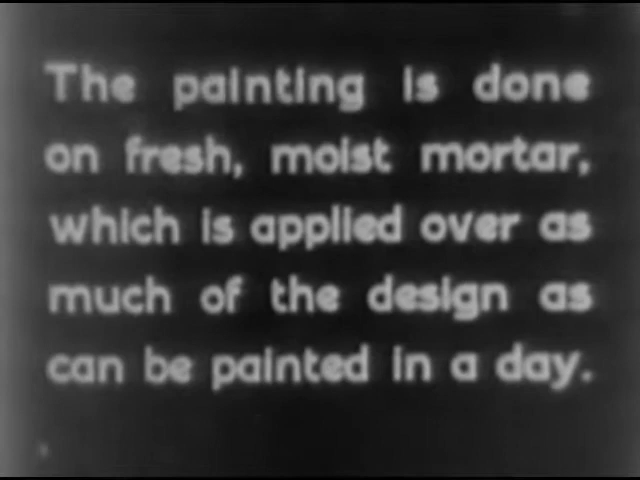 The painting is done
on fresh, moist mortar,
which is applied over as
much of the design as
can be painted in a day.